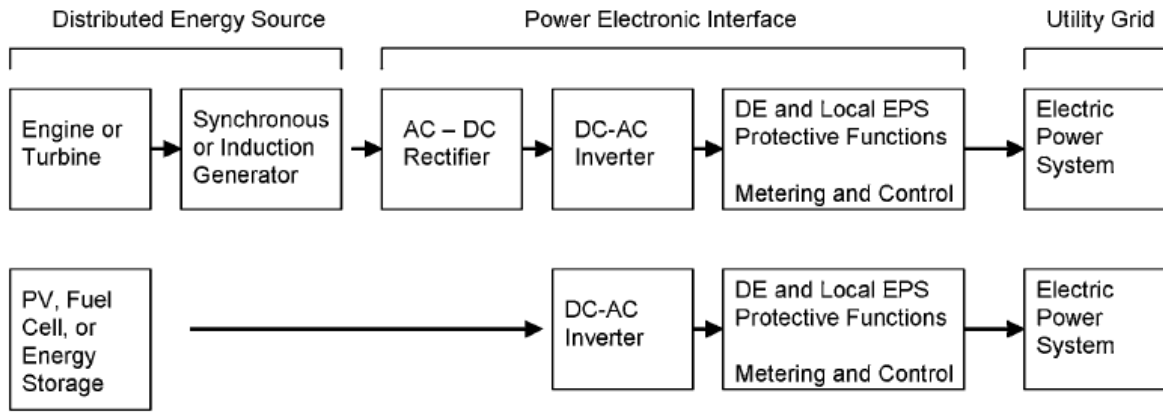 Distributed Energy Source
Power Electronic Interface
Utility Grid
Engine or
Turbine
Synchronous
or Induction
Generator
AC – DC
Rectifier
DC-AC
Inverter
DE and Local EPS
Protective Functions
Metering and Control
Electric
Power
System
PV, Fuel
Cell, or
Energy
Storage
DC-AC
Inverter
DE and Local EPS
Protective Functions
Metering and Control
Electric
Power
System